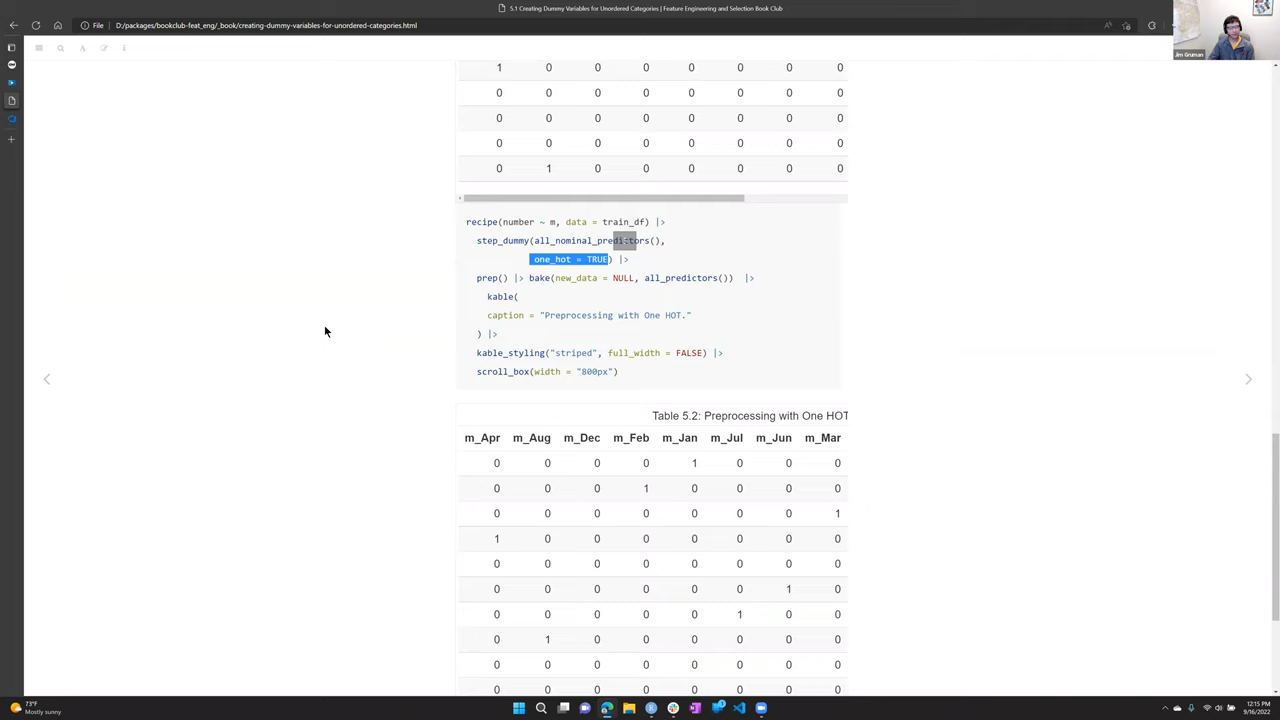 5.1 Creating Dummy Variables for Unordered Categories | Feature Engineering and Selection Book Club
File D:/packages/bookclub-feat_eng/_book/creating-dummy-variables-for-unordered-categories.html
Jim Gruman
1 0 0 0 0 0 0 0
0 0 0 0 0 0 0 0
0 0 0 0 0 0 0 0
0 0 0 0 0 0 0 0
0 1 0 0 0 0 0 0
recipe(number ~ m, data = train_df) |>
step_dummy(all_nominal_predictors(),
one_hot = TRUE) |>
prep() |> bake(new_data = NULL, all_predictors()) |>
kable(
caption = "Preprocessing with One HOT."
) |>
kable_styling("striped", full_width = FALSE) |>
scroll_box(width = "800px")
Table 5.2: Preprocessing with One HOT
m_Apr m_Aug m_Dec m_Feb m_Jan m_Jul m_Jun m_Mar
0 0 0 0 1 0 0 0
0 0 0 1 0 0 0 0
0 0 0 0 0 0 0 1
1 0 0 0 0 0 0 0
0 0 0 0 0 0 0 0
0 0 0 0 0 0 1 0
0 0 0 0 0 1 0 0
0 1 0 0 0 0 0 0
0 0 0 0 0 0 0 0
0 0 0 0 0 0 0 0
73°F
Mostly sunny
12:15 PM
9/16/2022